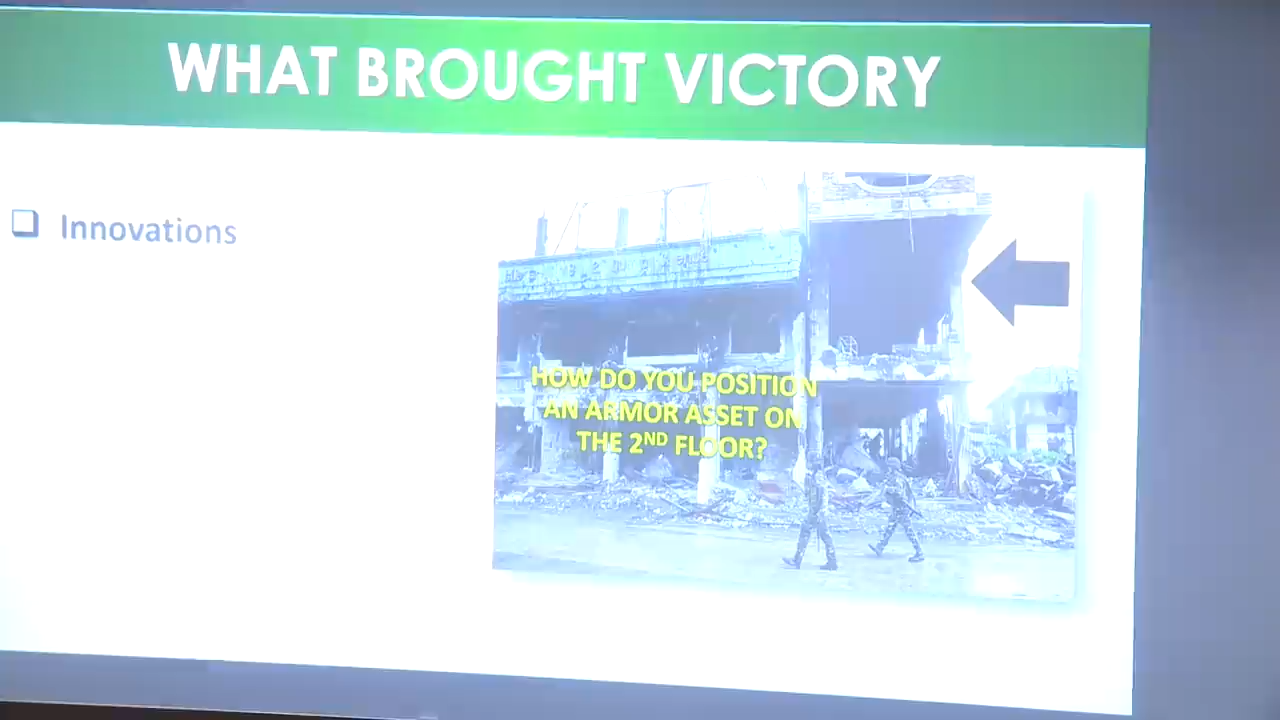 WHAT BROUGHT VICTORY
❑ Innovations
HOW DO YOU POSITION
AN ARMOR ASSET ON
THE 2ND FLOOR?